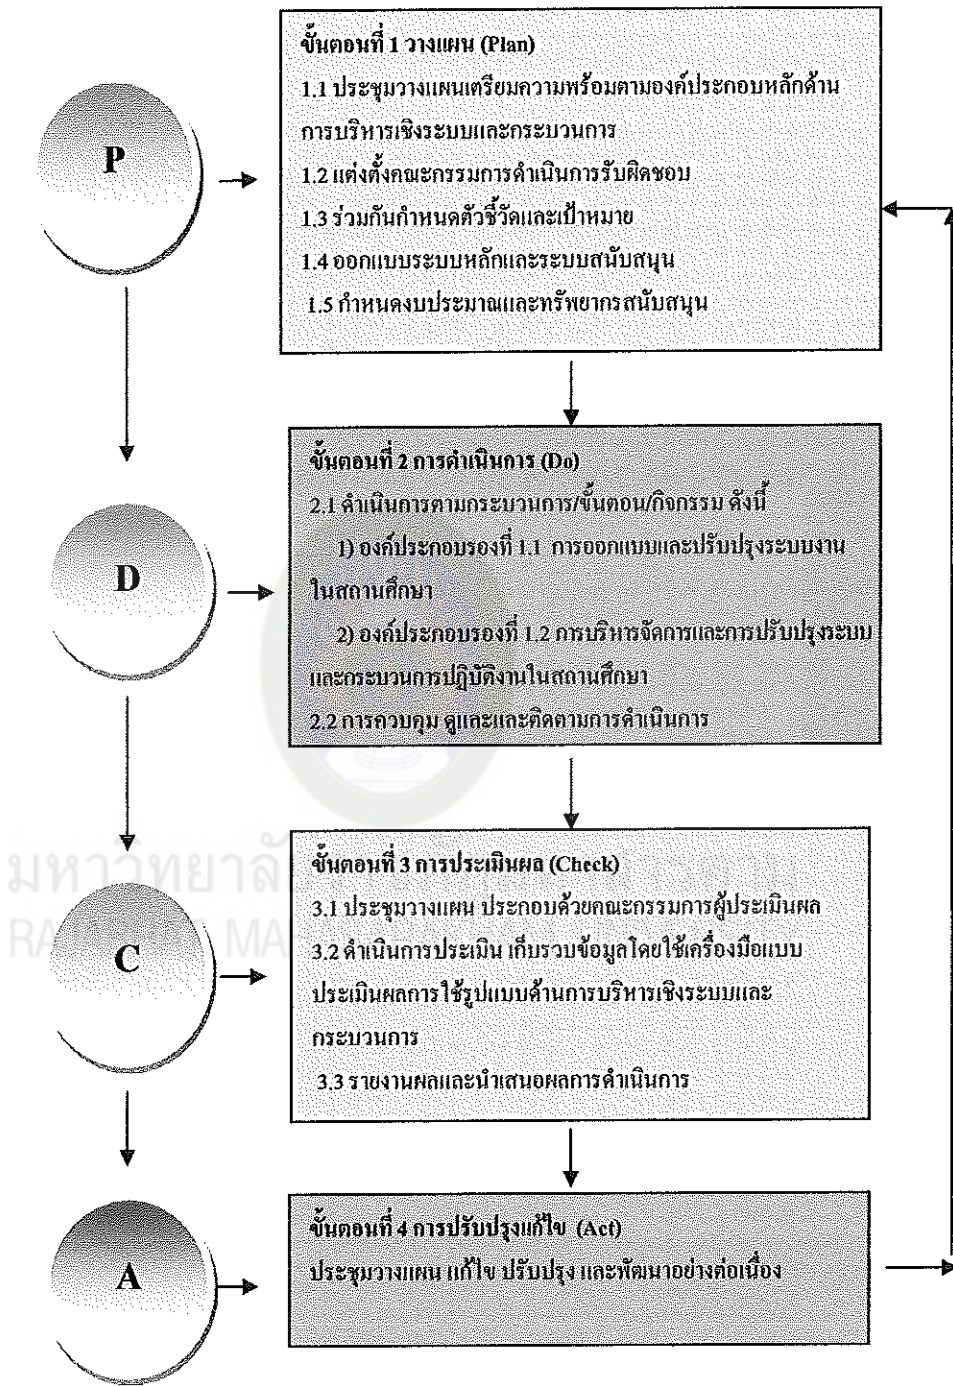 P
ขั้นตอนที่ 1 วางแผน (Plan)
1.1 ประชุมวางแผนเตรียมความพร้อมตามองค์ประกอบหลักด้าน
การบริหารเชิงระบบและกระบวนการ
1.2 แต่งตั้งคณะกรรมการดำเนินการรับผิดชอบ
1.3 ร่วมกันกำหนดตัวชี้วัดและเป้าหมาย
1.4 ออกแบบระบบหลักและระบบสนับสนุน
1.5 กำหนดงบประมาณและทรัพยากรสนับสนุน
D
ขั้นตอนที่ 2 การดำเนินการ (Do)
2.1 ดำเนินการตามกระบวนการ/ขั้นตอน/กิจกรรม ดังนี้
1) องค์ประกอบรองที่ 1.1 การออกแบบและปรับปรุงระบบงาน
ในสถานศึกษา
2) องค์ประกอบรองที่ 1.2 การบริหารจัดการและการปรับปรุงระบบ
และกระบวนการปฏิบัติงานในสถานศึกษา
2.2 การควบคุม ดูและและติดตามการดำเนินการ
C
ขั้นตอนที่ 3 การประเมินผล (Check)
3.1 ประชุมวางแผน ประกอบด้วยคณะกรรมการผู้ประเมินผล
3.2 ดำเนินการประเมิน เก็บรวบข้อมูลโดยใช้เครื่องมือแบบ
ประเมินผลการใช้รูปแบบด้านการบริหารเชิงระบบและ
กระบวนการ
3.3 รายงานผลและนำเสนอผลการดำเนินการ
A
ขั้นตอนที่ 4 การปรับปรุงแก้ไข (Act)
ประชุมวางแผน แก้ไข ปรับปรุง และพัฒนาอย่างต่อเนื่อง
มหาวิทยาลัย